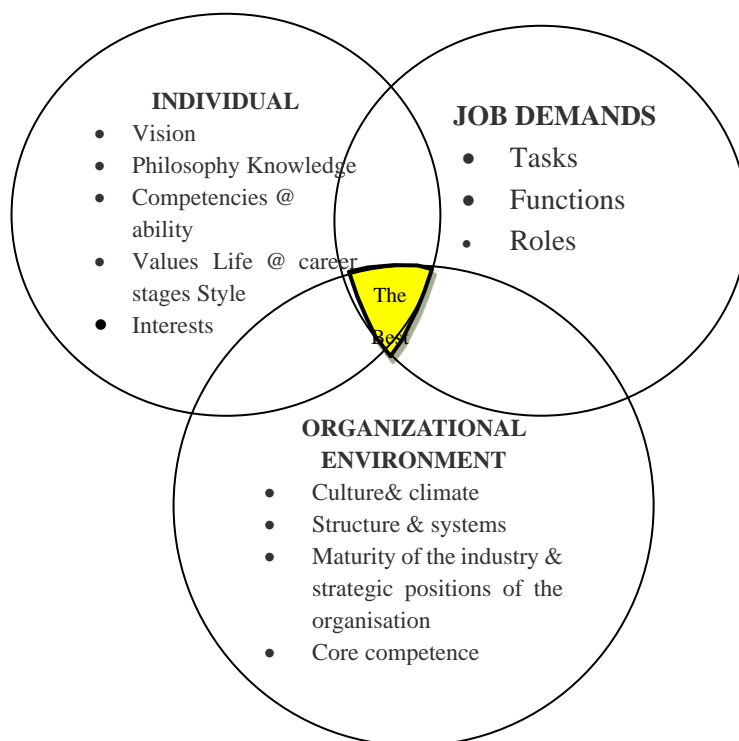 INDIVIDUAL
• Vision
• Philosophy Knowledge
• Competencies @
ability
• Values Life @ career
stages Style
• Interests
JOB DEMANDS
• Tasks
• Functions
• Roles
The
Best
ORGANIZATIONAL
ENVIRONMENT
• Culture& climate
• Structure & systems
• Maturity of the industry &
strategic positions of the
organisation
• Core competence